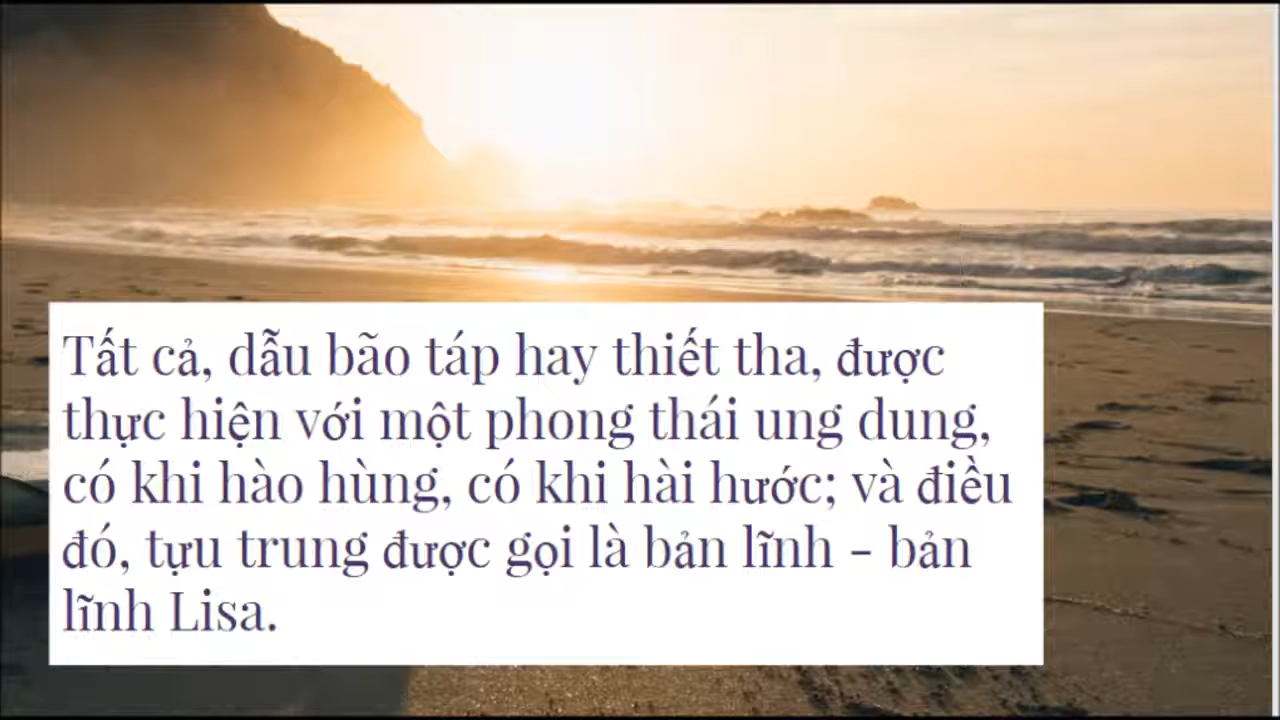 Tất cả, dẫu bão táp hay thiết tha, được
thực hiện với một phong thái ung dung,
có khi hào hùng, có khi hài hước; và điều
đó, tựu trung được gọi là bản lĩnh - bản
lĩnh Lisa.